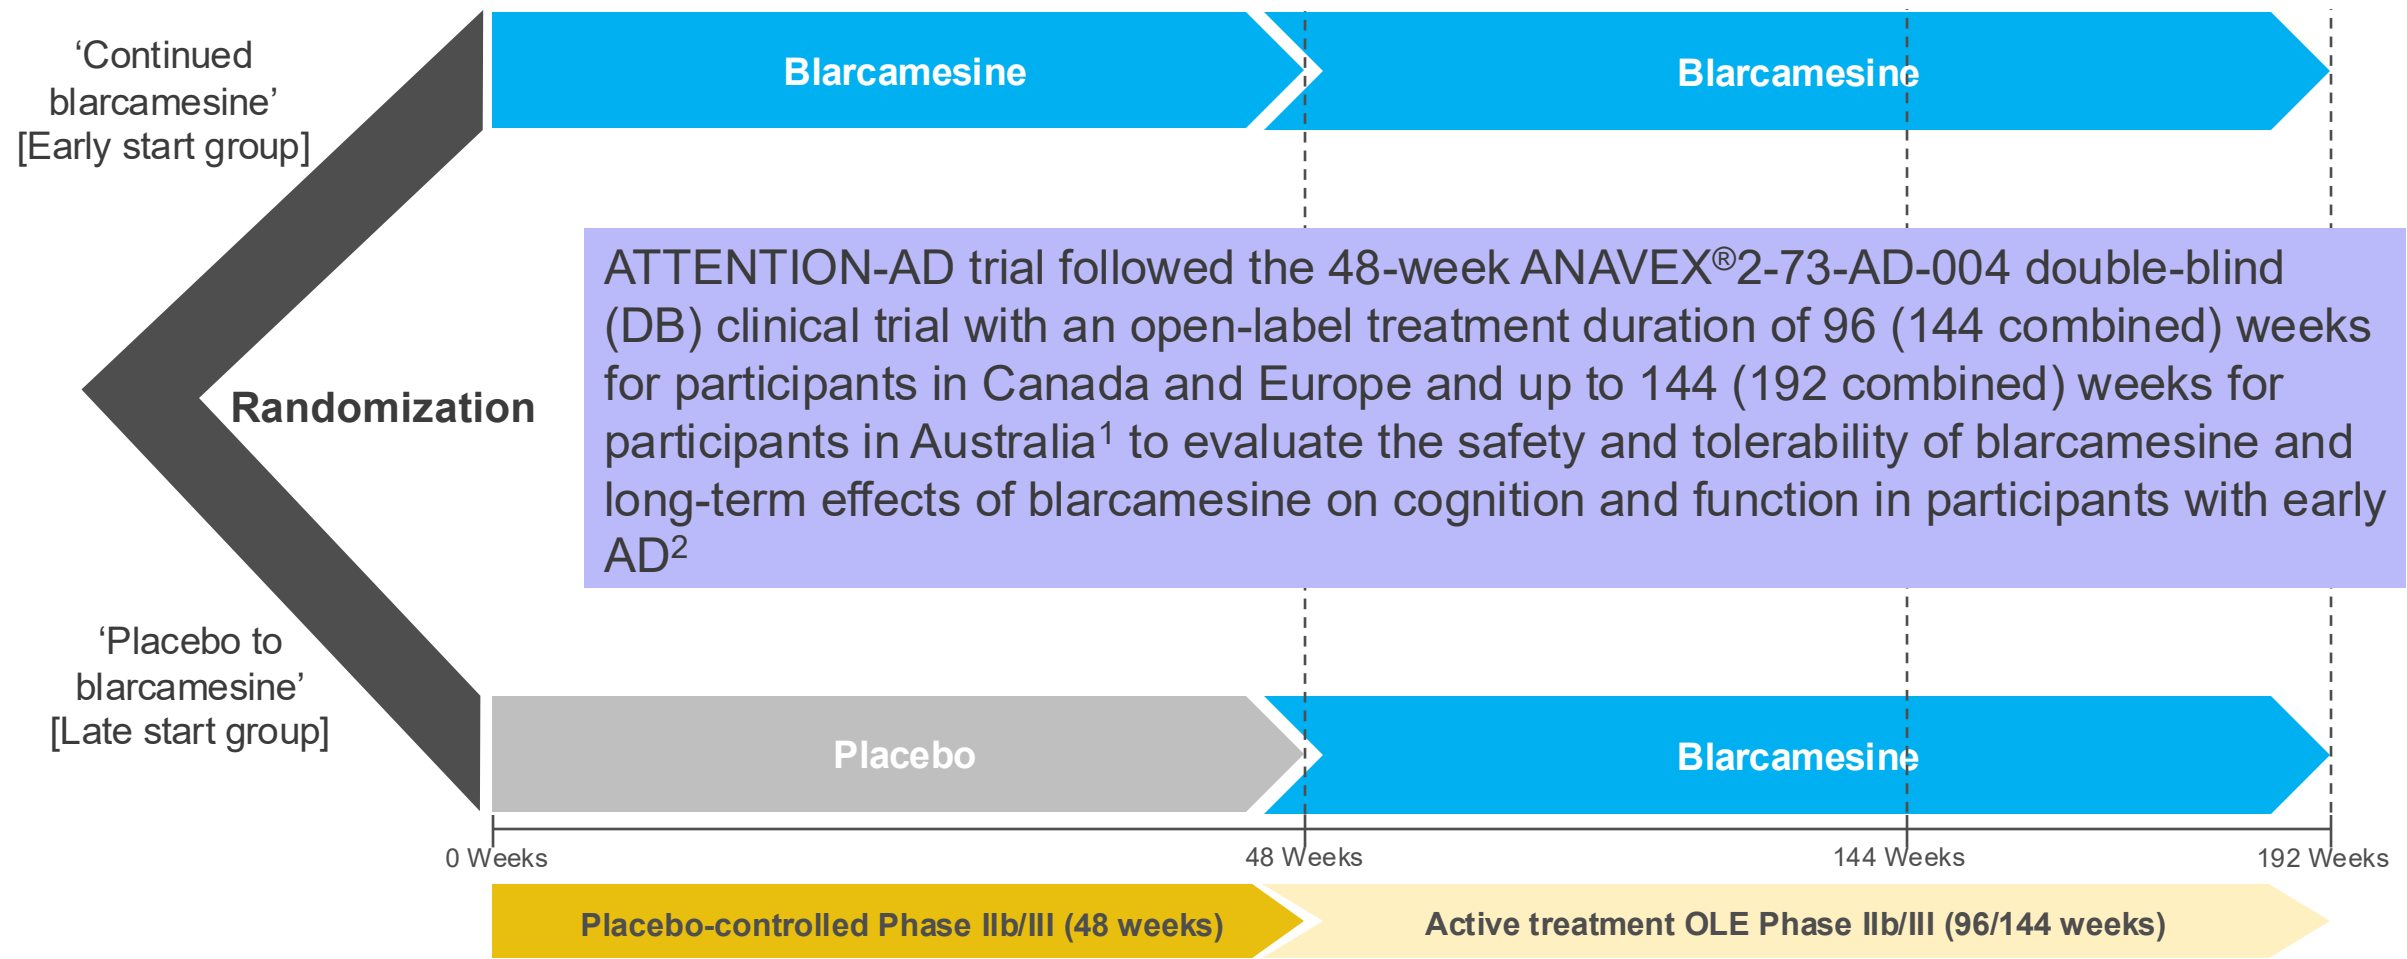 ‘Continued
blarcamesine’
[Early start group]
Blarcamesine
Blarcamesine
ATTENTION-AD trial followed the 48-week ANAVEX®2-73-AD-004 double-blind
(DB) clinical trial with an open-label treatment duration of 96 (144 combined) weeks
for participants in Canada and Europe and up to 144 (192 combined) weeks for
participants in Australia¹ to evaluate the safety and tolerability of blarcamesine and
long-term effects of blarcamesine on cognition and function in participants with early
AD²
Randomization
‘Placebo to
blarcamesine’
[Late start group]
Placebo
Blarcamesine
0 Weeks
48 Weeks
144 Weeks
192 Weeks
Placebo-controlled Phase IIb/III (48 weeks)
Active treatment OLE Phase IIb/III (96/144 weeks)